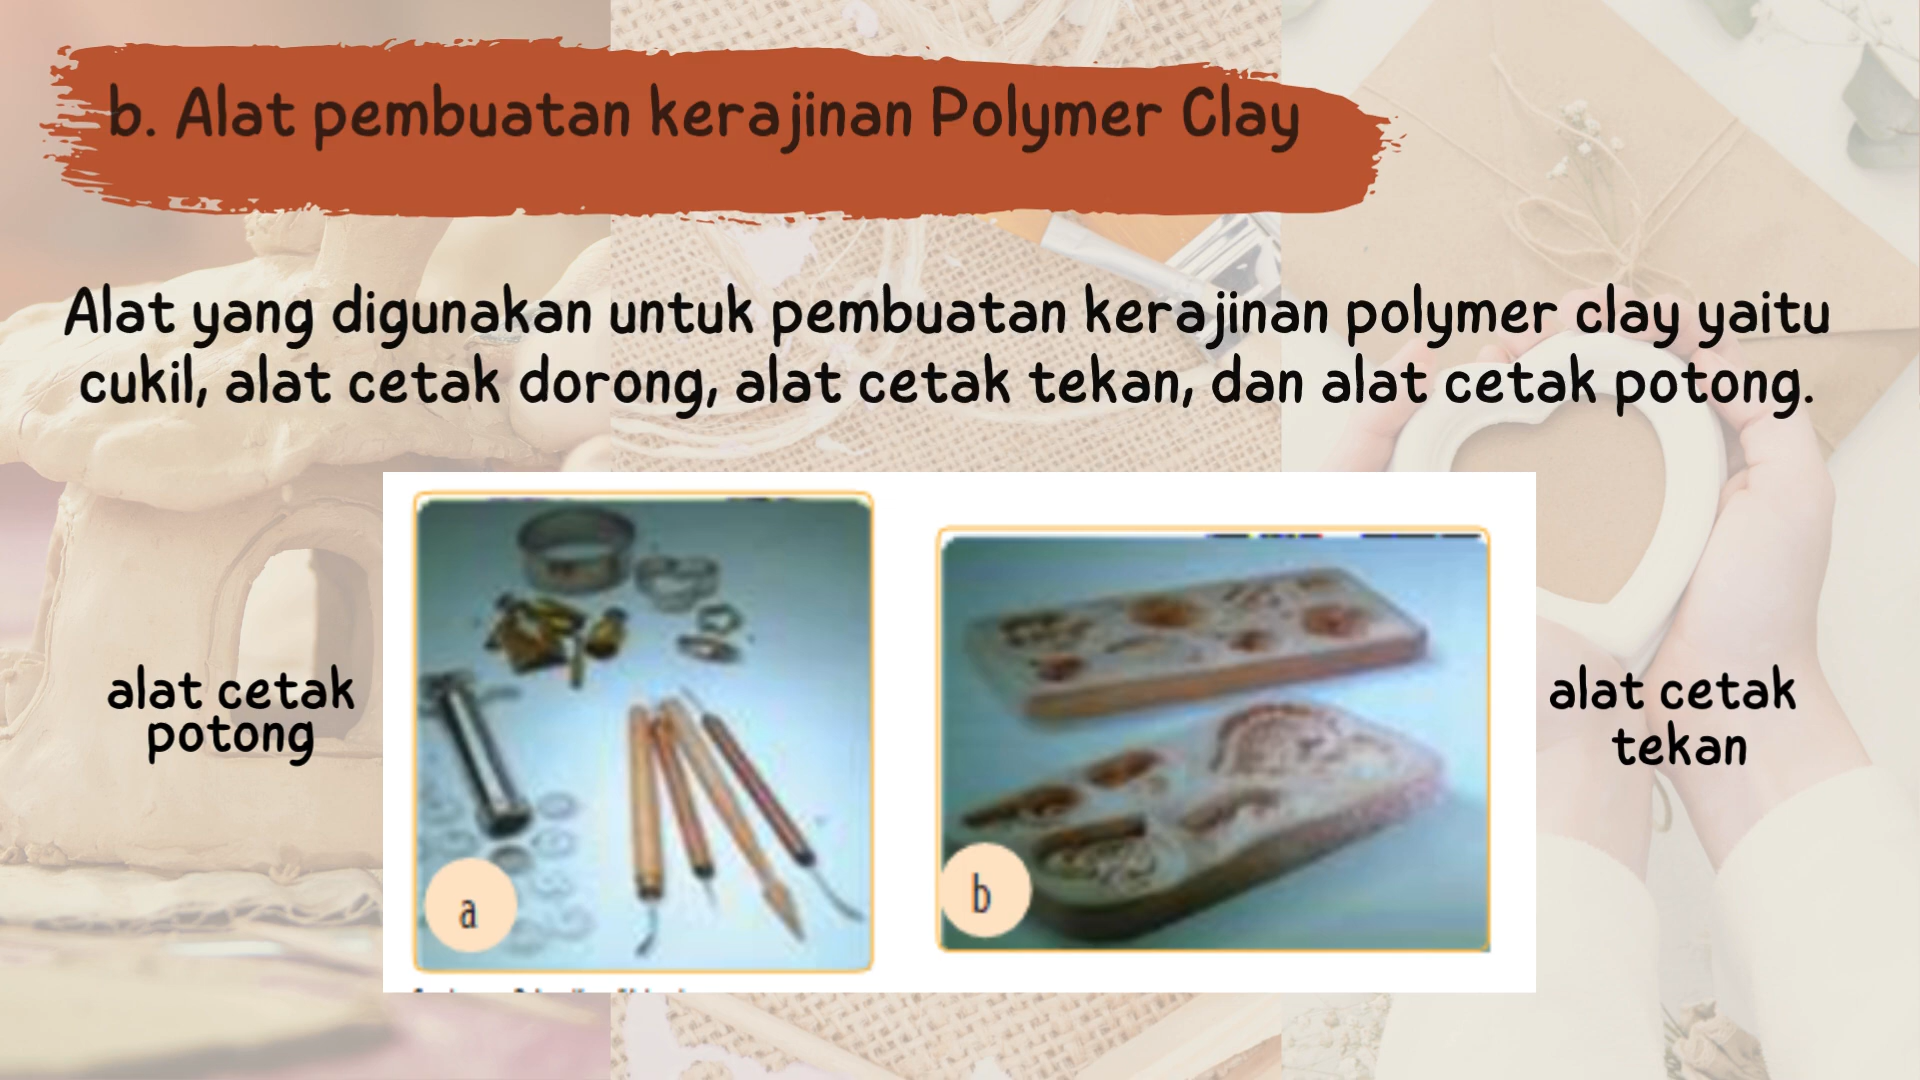 b. Alat pembuatan kerajinan Polymer Clay
Alat yang digunakan untuk pembuatan kerajinan polymer clay yaitu
cukil, alat cetak dorong, alat cetak tekan, dan alat cetak potong.
alat cetak
potong
a
b
alat cetak
tekan